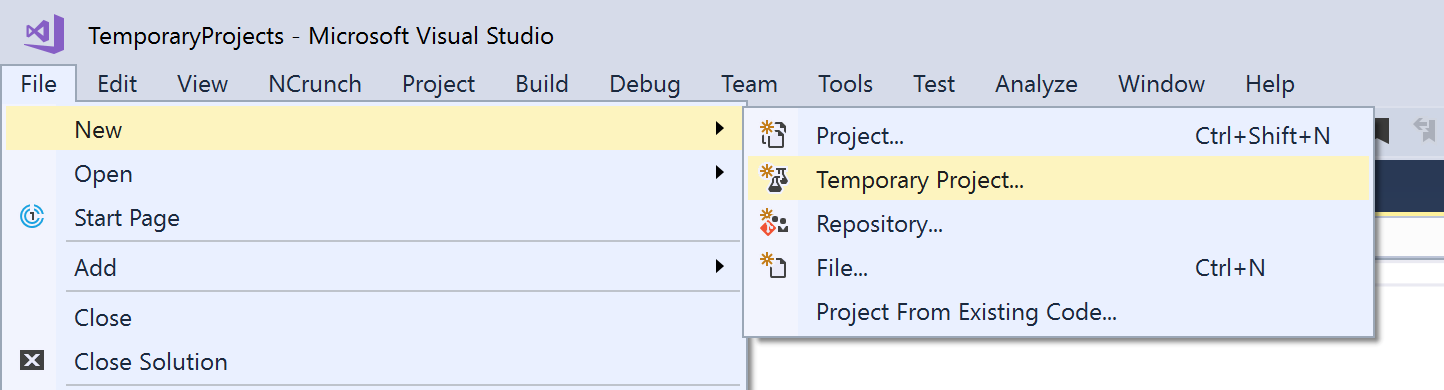 TemporaryProjects - Microsoft Visual Studio
File Edit View NCrunch Project Build Debug Team Tools Test Analyze Window Help
New
Project... Ctrl+Shift+N
Open
Temporary Project...
Start Page
Repository...
Add
File... Ctrl+N
Close
Project From Existing Code...
Close Solution